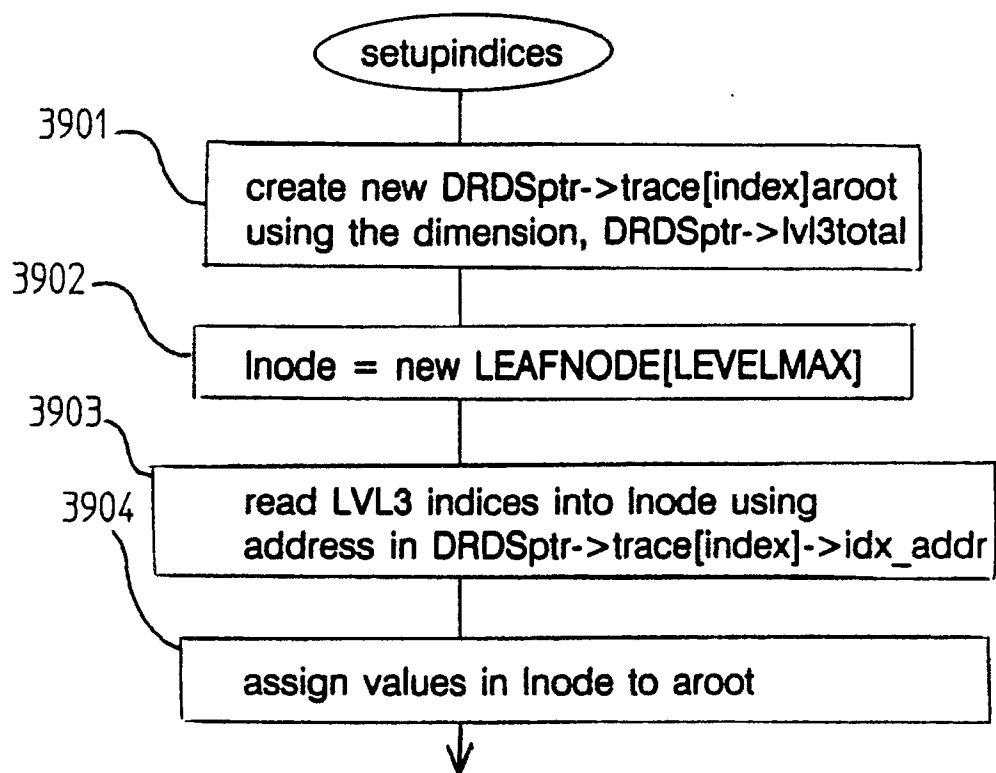 setupindices
3901
create new DRDSptr->trace[index]aroot
using the dimension, DRDSptr->lvl3total
3902
lnode = new LEAFNODE[LEVELMAX]
3903
read LVL3 indices into lnode using
address in DRDSptr->trace[index]->idx_addr
3904
assign values in lnode to aroot